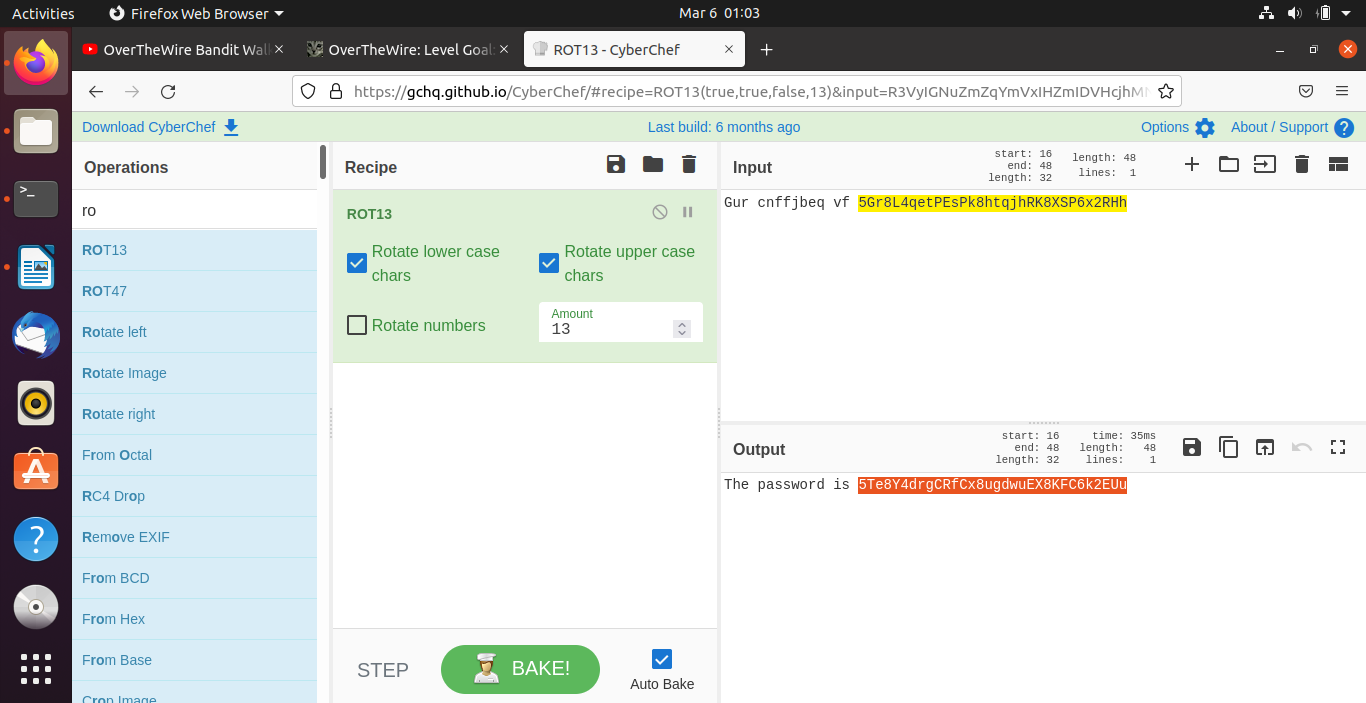 Activities Firefox Web Browser Mar 6 01:03
OverTheWire Bandit Wal × OverTheWire: Level Goal: × ROT13 - CyberChef × +
https://gchq.github.io/CyberChef/#recipe=ROT13(true,true,false,13)&input=R3VyIGNuZmZqYmVxIHZmIDVHcjhM
Download CyberChef Last build: 6 months ago Options About / Support ?
Operations
ro
ROT13
ROT47
Rotate left
Rotate Image
Rotate right
From Octal
RC4 Drop
Remove EXIF
From BCD
From Hex
From Base
Crop Image
Recipe
ROT13
Rotate lower case
chars
Rotate upper case
chars
Rotate numbers
Amount
13
STEP
BAKE!
Auto Bake
Input
start: 16
end: 48
length: 32
length: 48
lines: 1
Gur cnffjbeq vf 5Gr8L4qetPEsPk8htqjhRK8XSP6x2RHh
Output
start: 16
end: 48
length: 32
time: 35ms
length: 48
lines: 1
The password is 5Te8Y4drgCRfCx8ugdwuEX8KFC6k2EUu